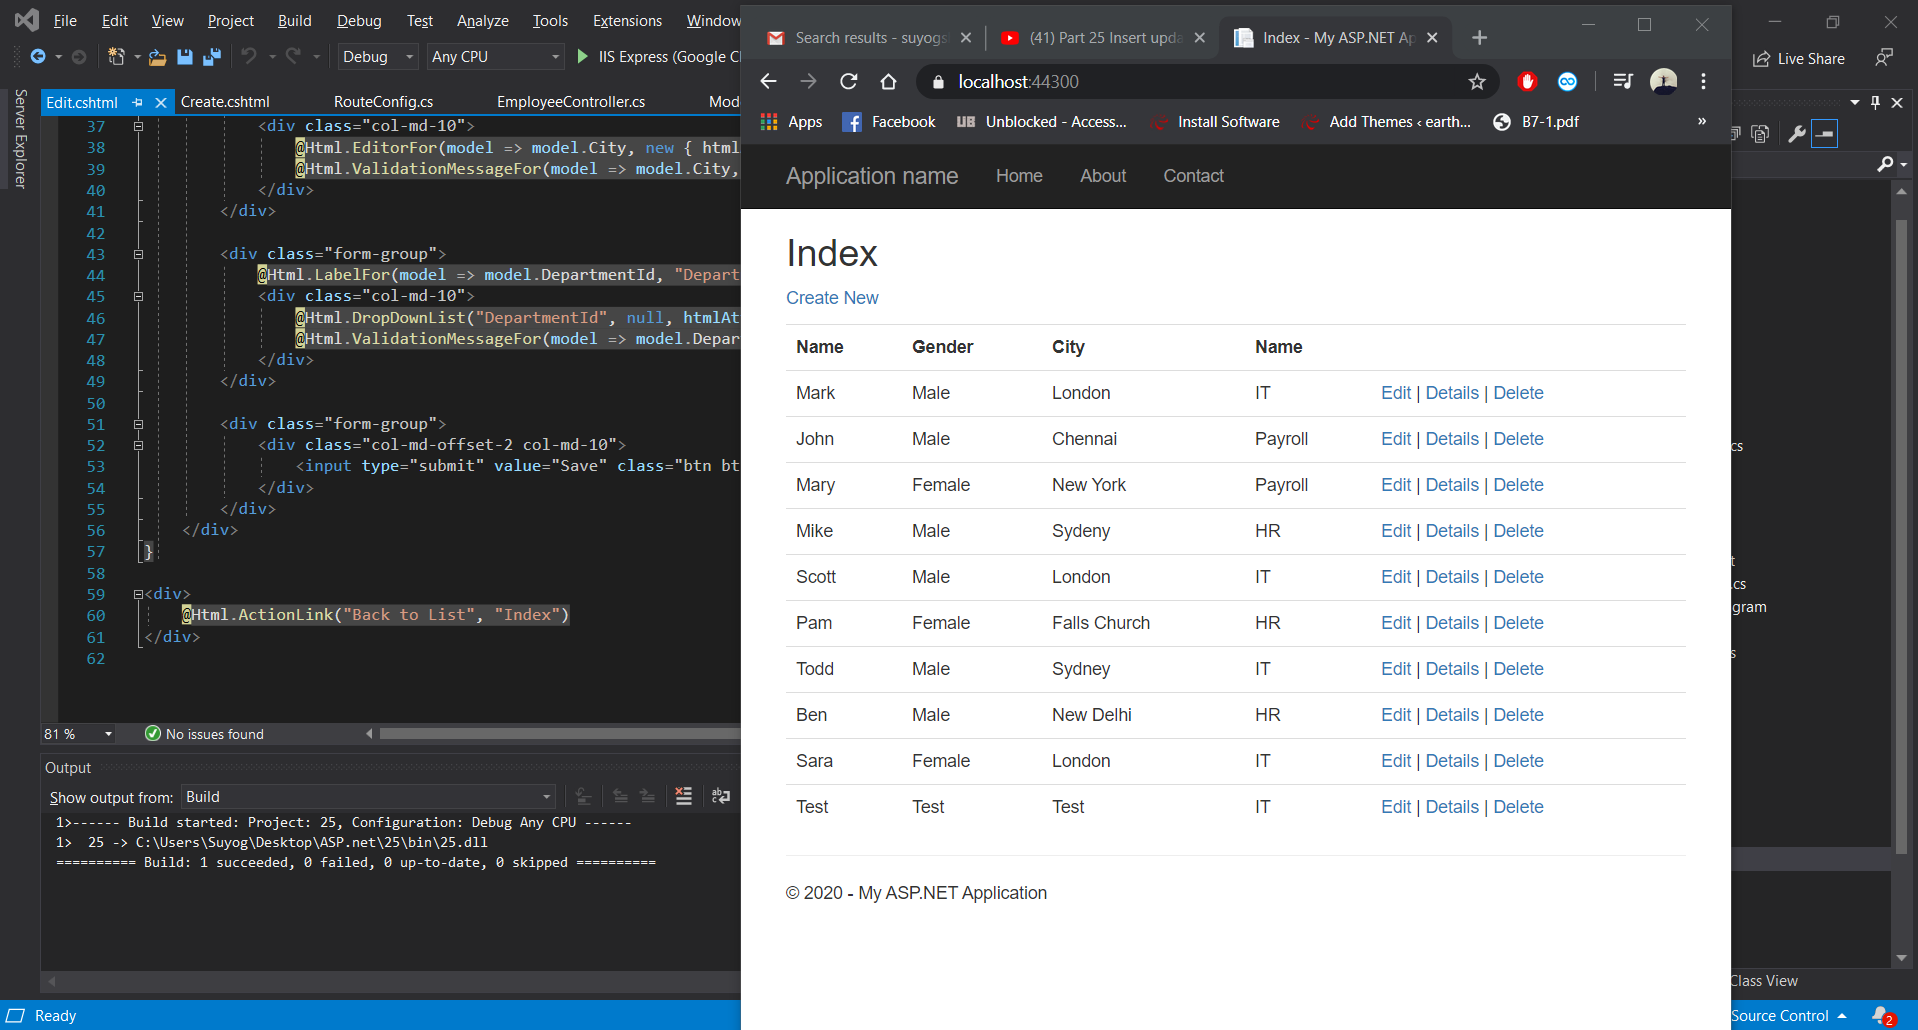 File Edit View Project Build Debug Test Analyze Tools Extensions Window
Debug Any CPU IIS Express (Google C
Live Share
Server Explorer
Edit.cshtml Create.cshtml RouteConfig.cs EmployeeController.cs Mod
37 <div class="col-md-10">
38 @Html.EditorFor(model => model.City, new { html
39 @Html.ValidationMessageFor(model => model.City,
40 </div>
41 </div>
42
43 <div class="form-group">
44 @Html.LabelFor(model => model.DepartmentId, "Depart
45 <div class="col-md-10">
46 @Html.DropDownList("DepartmentId", null, htmlAt
47 @Html.ValidationMessageFor(model => model.Depar
48 </div>
49 </div>
50
51 <div class="form-group">
52 <div class="col-md-offset-2 col-md-10">
53 <input type="submit" value="Save" class="btn bt
54 </div>
55 </div>
56 </div>
57 }
58
59 <div>
60 @Html.ActionLink("Back to List", "Index")
61 </div>
62
81 % No issues found
Output
Show output from: Build
1>------ Build started: Project: 25, Configuration: Debug Any CPU ------
1>  25 -> C:\Users\Suyog\Desktop\ASP.net\25\bin\25.dll
========== Build: 1 succeeded, 0 failed, 0 up-to-date, 0 skipped ==========
Ready
Search results - suyogs (41) Part 25 Insert upda Index - My ASP.NET Ap
localhost:44300
Apps Facebook UB Unblocked - Access... Install Software Add Themes ‹ earth... B7-1.pdf »
Application name Home About Contact
Index
Create New
Name Gender City Name
Mark Male London IT Edit | Details | Delete
John Male Chennai Payroll Edit | Details | Delete
Mary Female New York Payroll Edit | Details | Delete
Mike Male Sydeny HR Edit | Details | Delete
Scott Male London IT Edit | Details | Delete
Pam Female Falls Church HR Edit | Details | Delete
Todd Male Sydney IT Edit | Details | Delete
Ben Male New Delhi HR Edit | Details | Delete
Sara Female London IT Edit | Details | Delete
Test Test Test IT Edit | Details | Delete
© 2020 - My ASP.NET Application
cs
t
.cs
gram
s
Class View
Source Control 2